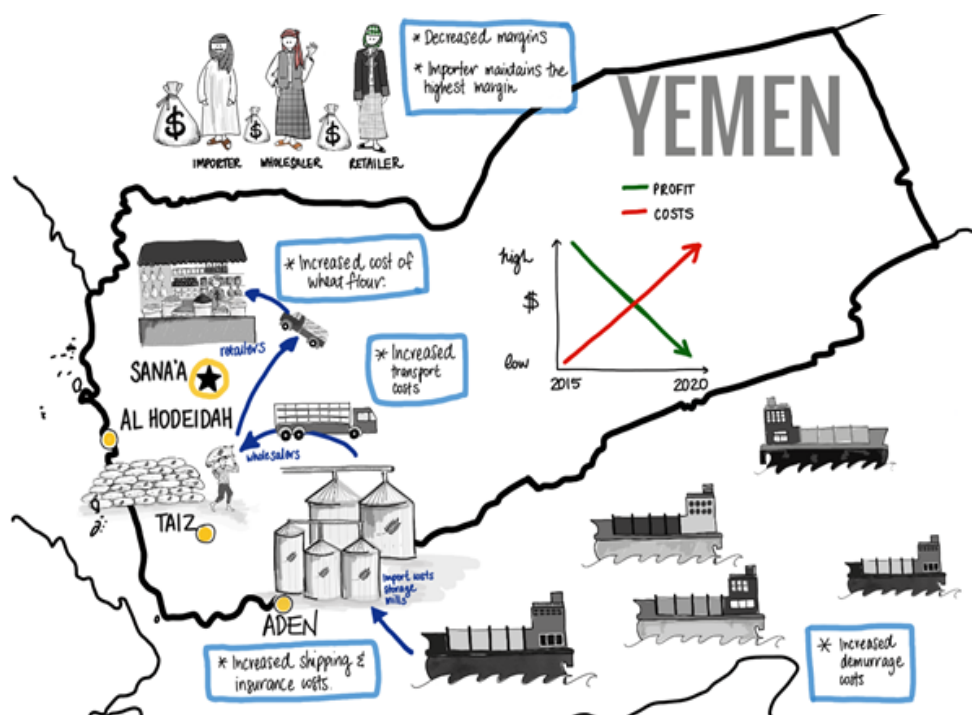 * Decreased margins
* Importer maintains the
highest margin
$
$
$
IMPORTER
WHOLESALER
RETAILER
YEMEN
PROFIT
COSTS
high
$
low
2015
2020
* Increased cost of
wheat flour.
retailers
* Increased
transport
costs
SANA'A
AL HODEIDAH
wholesalers
TAIZ
Import costs
storage
mills
ADEN
* Increased shipping &
insurance costs.
* Increased
demurrage
costs